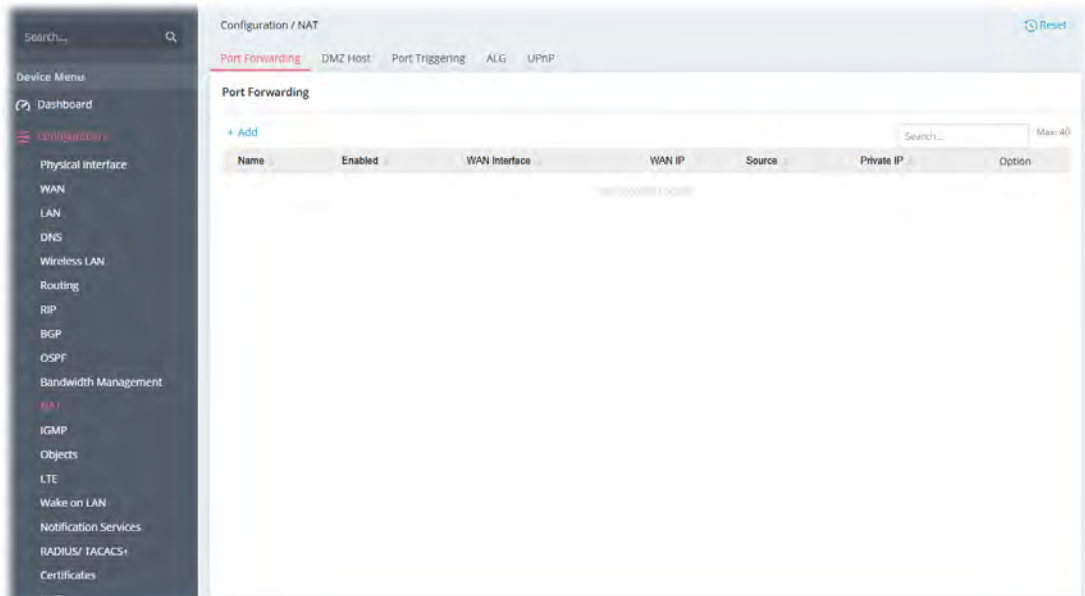 Search...
Device Menu
Dashboard
Configuration
Physical Interface
WAN
LAN
DNS
Wireless LAN
Routing
RIP
BGP
OSPF
Bandwidth Management
NAT
IGMP
Objects
LTE
Wake on LAN
Notification Services
RADIUS/ TACACS+
Certificates
Configuration / NAT
Reset
Port Forwarding DMZ Host Port Triggering ALG UPnP
Port Forwarding
+ Add Search... Max: 40
Name Enabled WAN Interface WAN IP Source Private IP Option